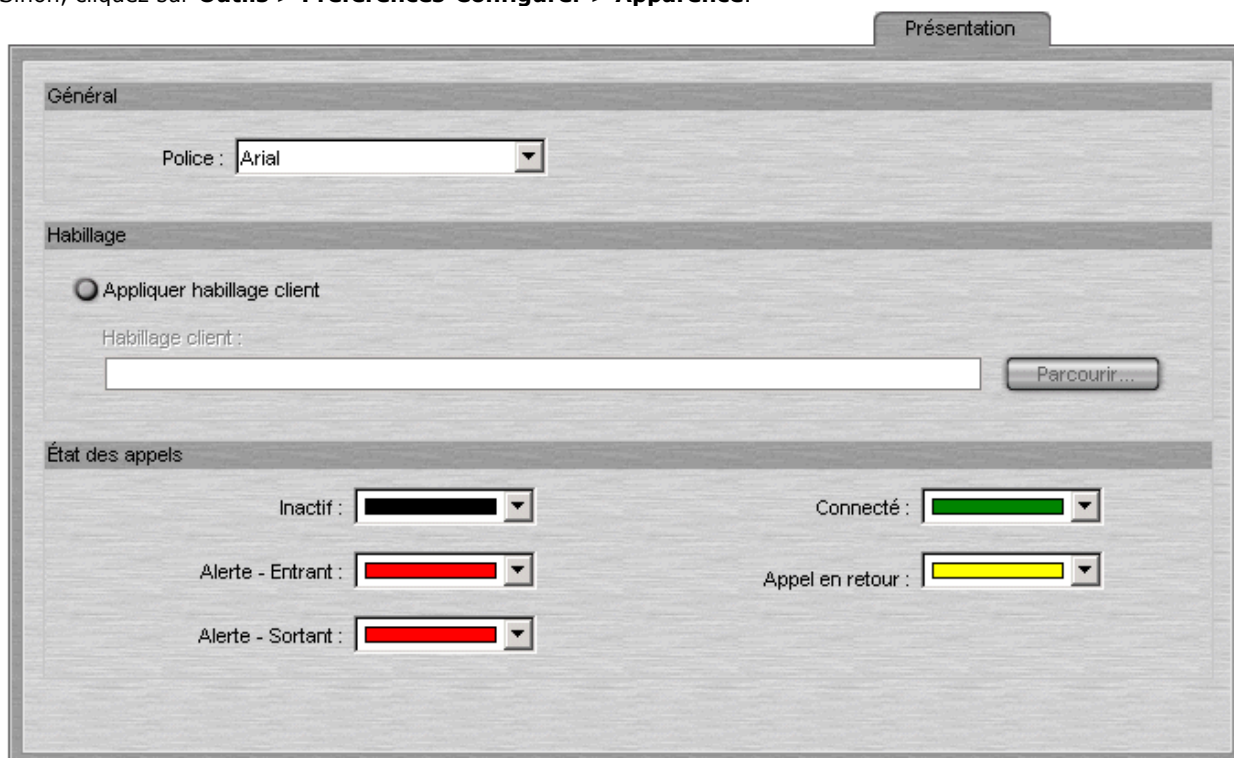 Sinon, cliquez sur Outils > Préférences Configurer > Apparence.
Présentation
Général
Police : Arial
Habillage
Appliquer habillage client
Habillage client :
Parcourir...
État des appels
Inactif :
Connecté :
Alerte - Entrant :
Appel en retour :
Alerte - Sortant :